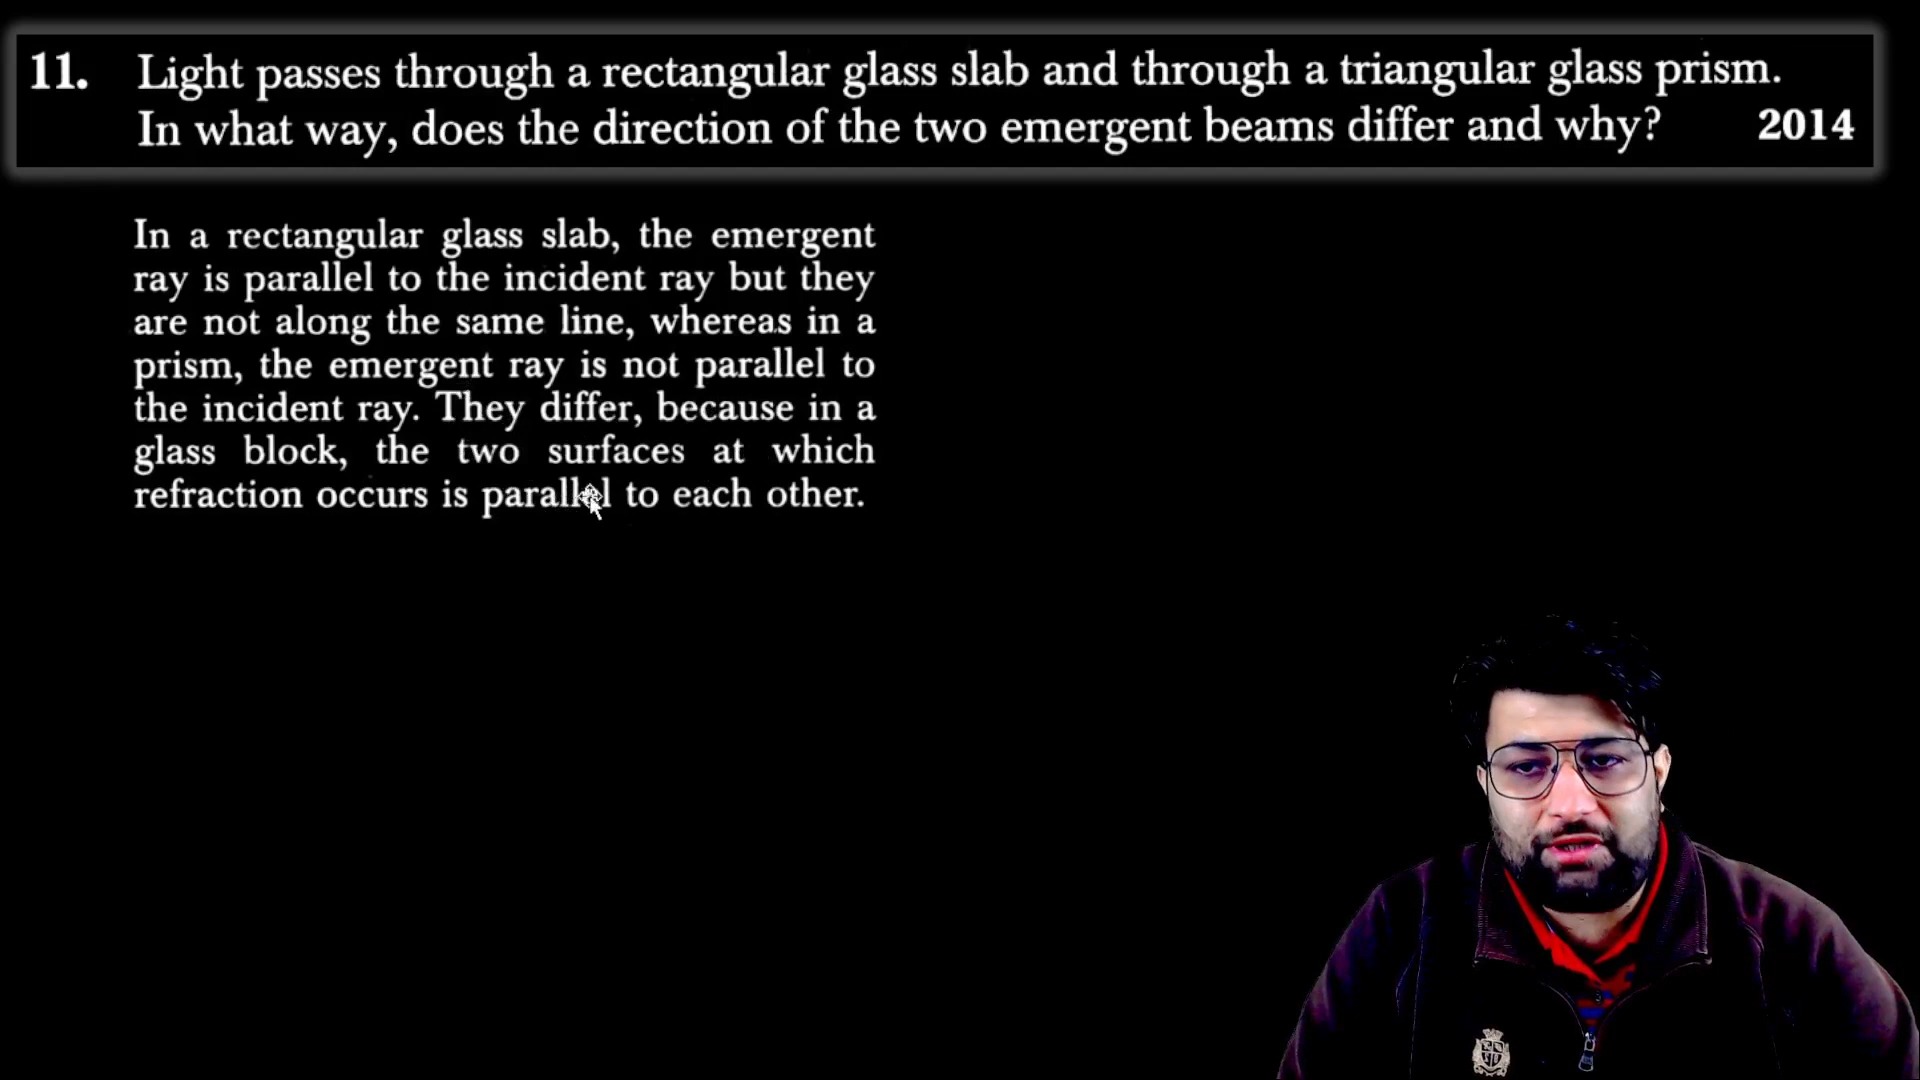 11. Light passes through a rectangular glass slab and through a triangular glass prism.
In what way, does the direction of the two emergent beams differ and why? 2014
In a rectangular glass slab, the emergent
ray is parallel to the incident ray but they
are not along the same line, whereas in a
prism, the emergent ray is not parallel to
the incident ray. They differ, because in a
glass block, the two surfaces at which
refraction occurs is parallel to each other.